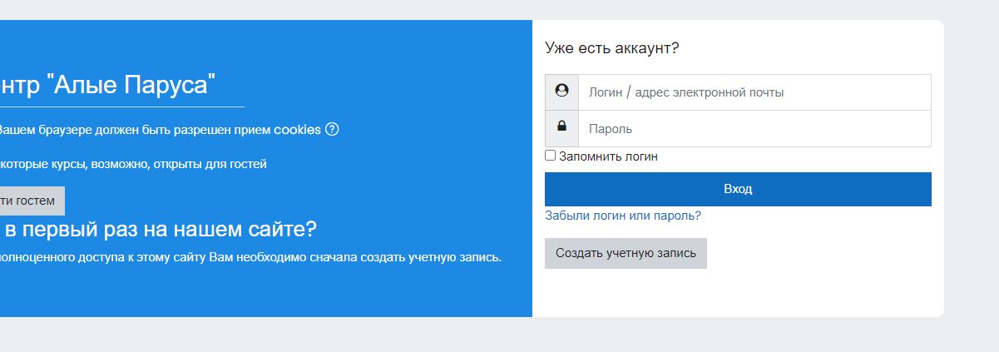 нтр "Алые Паруса"
Вашем браузере должен быть разрешен прием cookies
екоторые курсы, возможно, открыты для гостей
ти гостем
в первый раз на нашем сайте?
олноценного доступа к этому сайту Вам необходимо сначала создать учетную запись.
Уже есть аккаунт?
Логин / адрес электронной почты
Пароль
Запомнить логин
Вход
Забыли логин или пароль?
Создать учетную запись